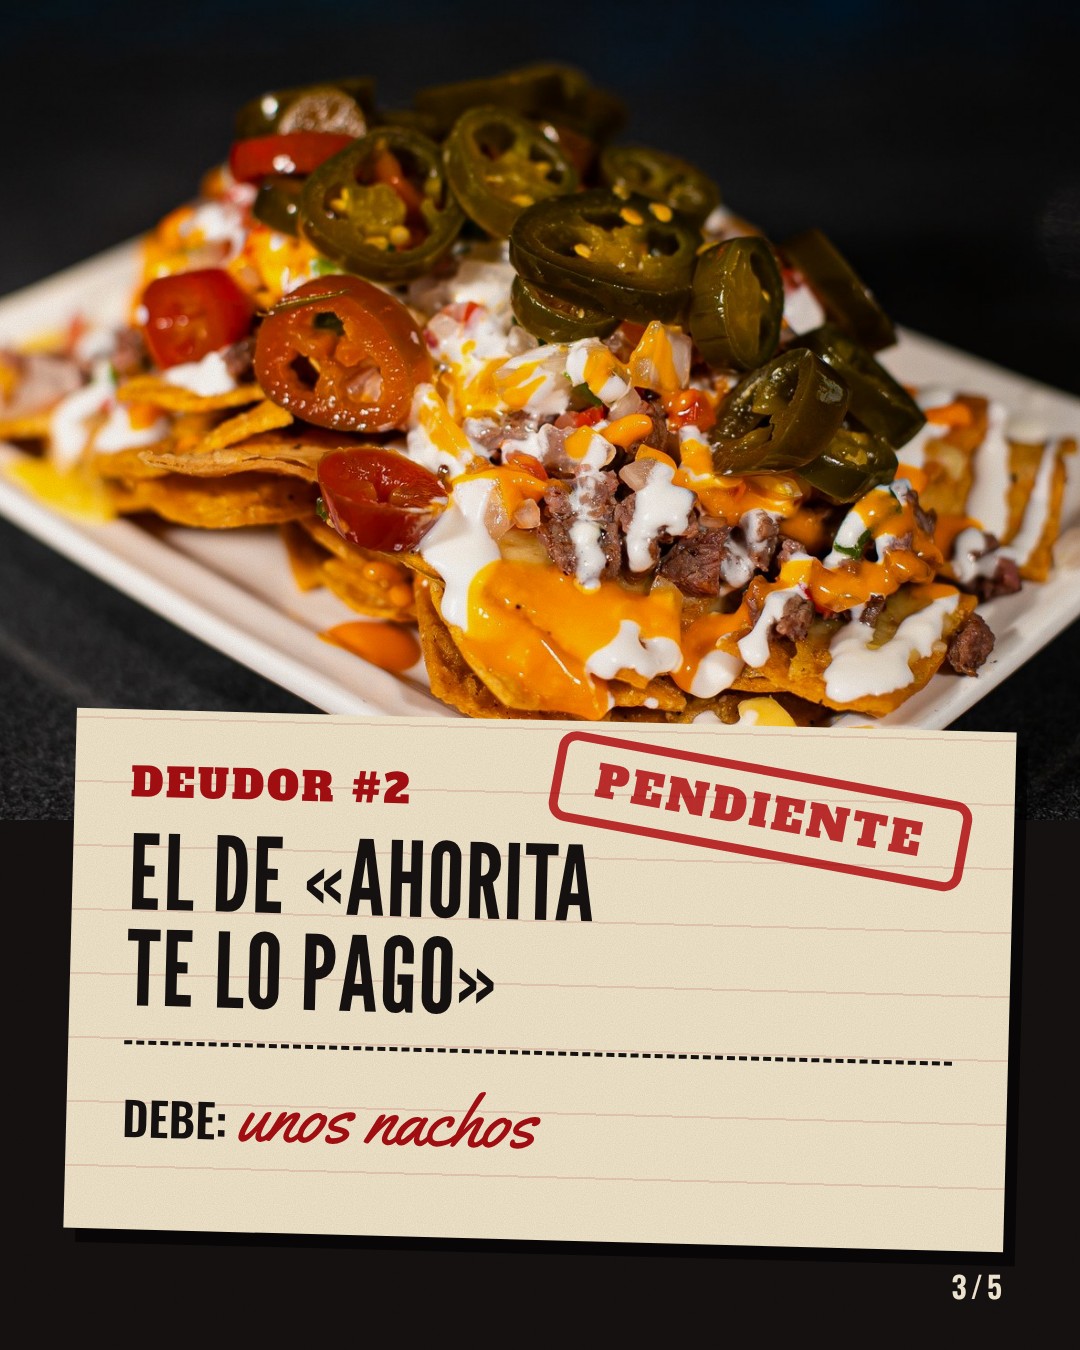 DEUDOR #2
PENDIENTE
EL DE «AHORITA
TE LO PAGO»
DEBE: unos nachos
3/5